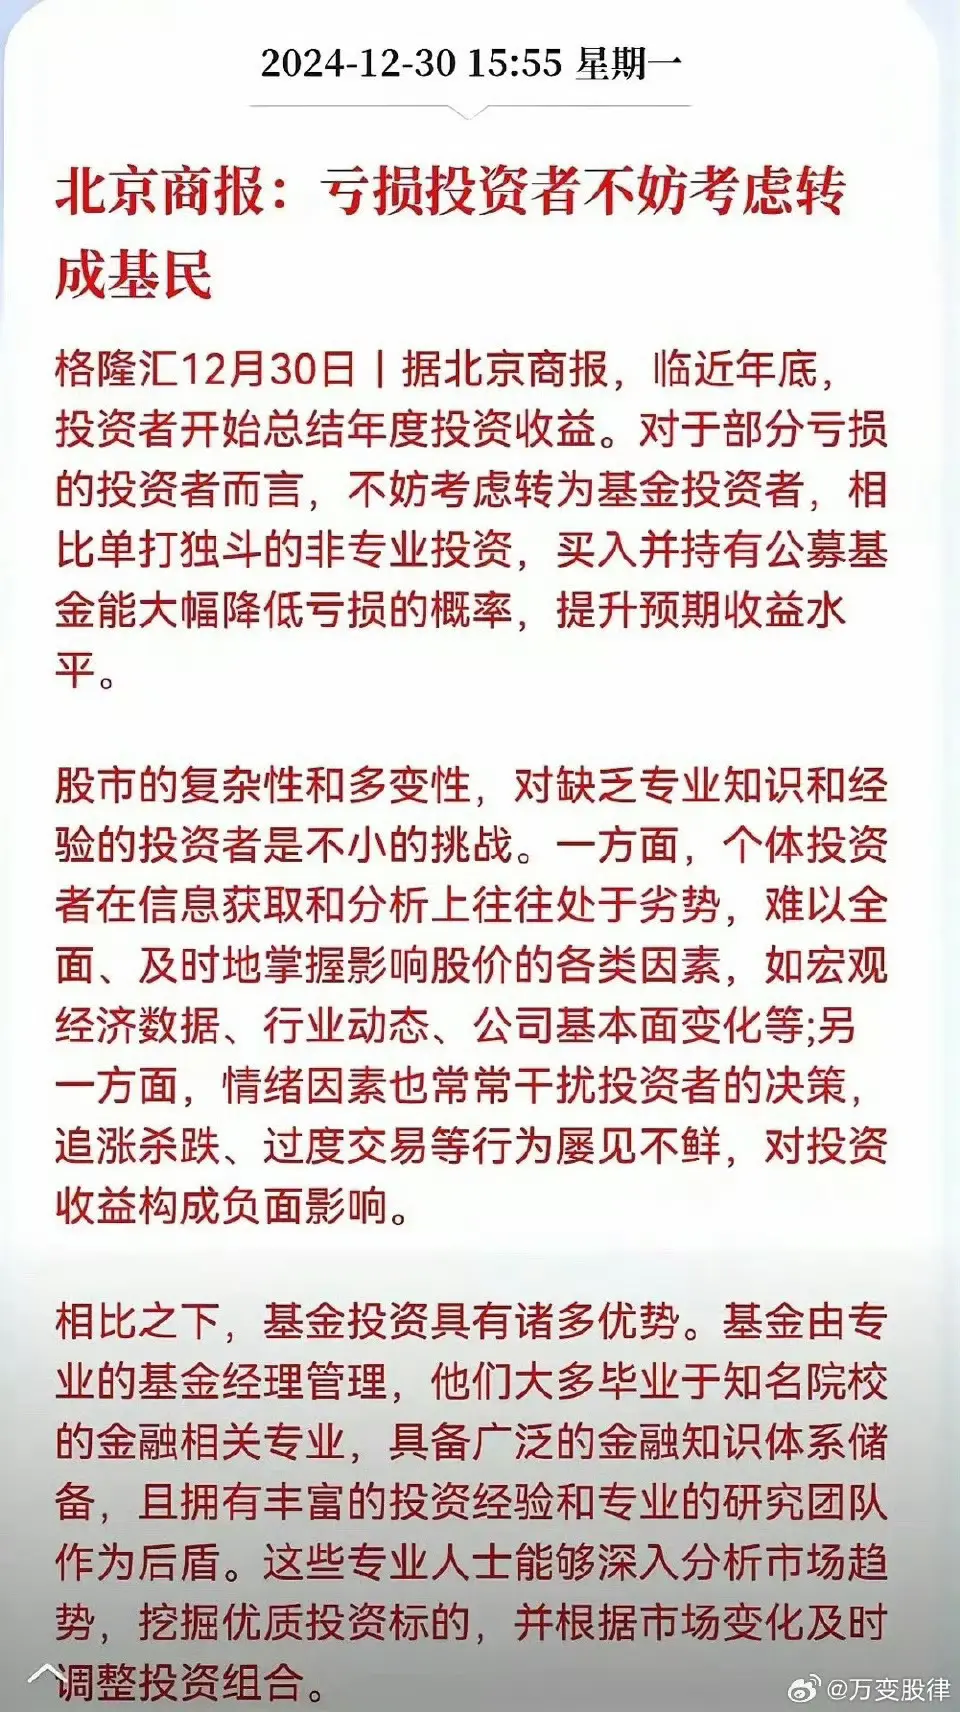 2024-12-30 15:55 星期一
北京商报：亏损投资者不妨考虑转
成基民
格隆汇12月30日丨据北京商报，临近年底，
投资者开始总结年度投资收益。对于部分亏损
的投资者而言，不妨考虑转为基金投资者，相
比单打独斗的非专业投资，买入并持有公募基
金能大幅降低亏损的概率，提升预期收益水
平。
股市的复杂性和多变性，对缺乏专业知识和经
验的投资者是不小的挑战。一方面，个体投资
者在信息获取和分析上往往处于劣势，难以全
面、及时地掌握影响股价的各类因素，如宏观
经济数据、行业动态、公司基本面变化等;另
一方面，情绪因素也常常干扰投资者的决策，
追涨杀跌、过度交易等行为屡见不鲜，对投资
收益构成负面影响。
相比之下，基金投资具有诸多优势。基金由专
业的基金经理管理，他们大多毕业于知名院校
的金融相关专业，具备广泛的金融知识体系储
备，且拥有丰富的投资经验和专业的研究团队
作为后盾。这些专业人士能够深入分析市场趋
势，挖掘优质投资标的，并根据市场变化及时
调整投资组合。
@万变股律